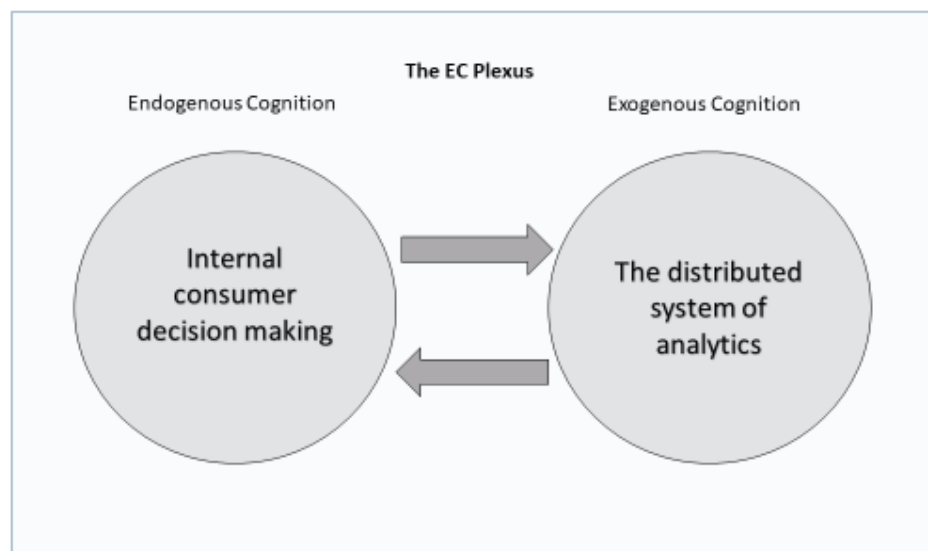 The EC Plexus
Endogenous Cognition
Exogenous Cognition
Internal
consumer
decision making
The distributed
system of
analytics